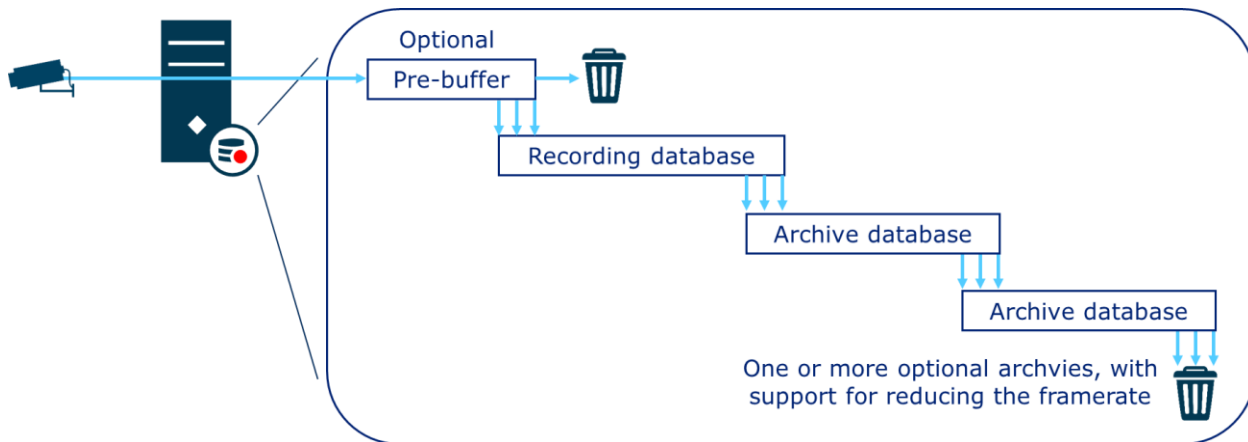 Optional
Pre-buffer
Recording database
Archive database
Archive database
One or more optional archvies, with
support for reducing the framerate